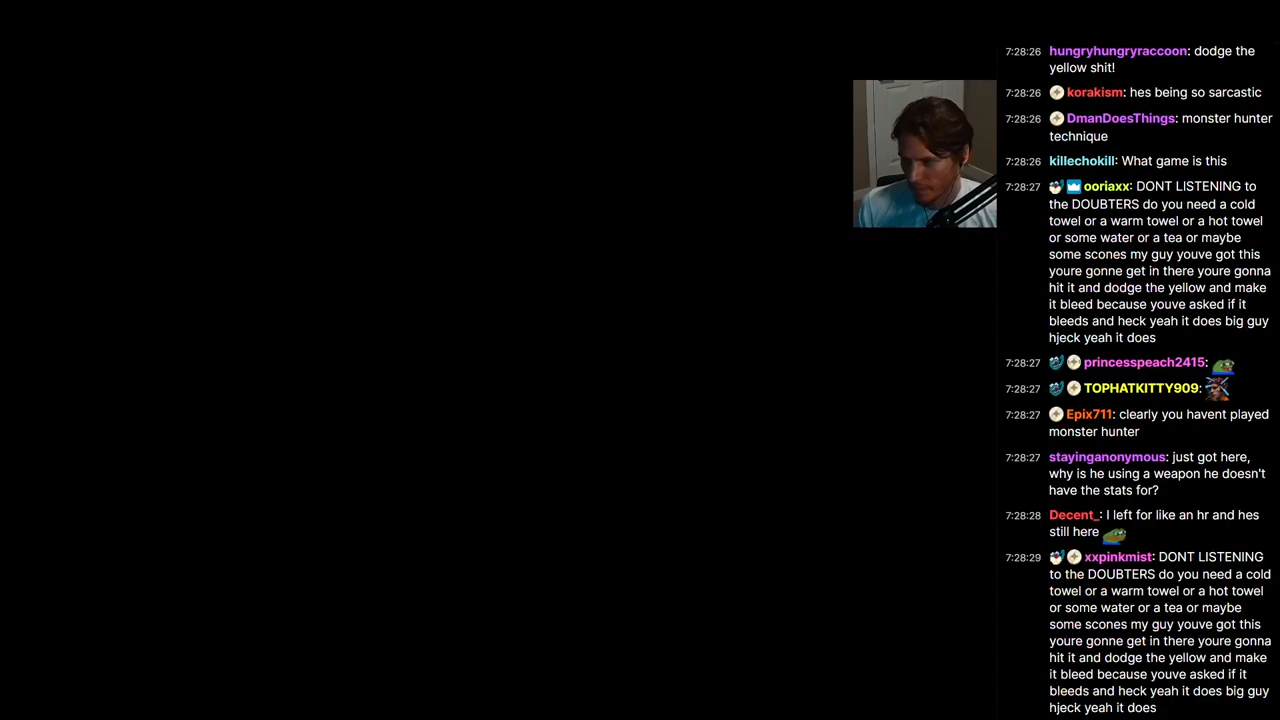 7:28:26 hungryhungryraccoon: dodge the
yellow shit!
7:28:26 korakism: hes being so sarcastic
7:28:26 DmanDoesThings: monster hunter
technique
7:28:26 killechokill: What game is this
7:28:27 ooriaxx: DONT LISTENING to
the DOUBTERS do you need a cold
towel or a warm towel or a hot towel
or some water or a tea or maybe
some scones my guy youve got this
youre gonne get in there youre gonna
hit it and dodge the yellow and make
it bleed because youve asked if it
bleeds and heck yeah it does big guy
hjeck yeah it does
7:28:27 princesspeach2415:
7:28:27 TOPHATKITTY909:
7:28:27 Epix711: clearly you havent played
monster hunter
stayinganonymous: just got here,
7:28:27 why is he using a weapon he doesn't
have the stats for?
7:28:28 Decent_: I left for like an hr and hes
still here
7:28:29 xxpinkmist: DONT LISTENING
to the DOUBTERS do you need a cold
towel or a warm towel or a hot towel
or some water or a tea or maybe
some scones my guy youve got this
youre gonne get in there youre gonna
hit it and dodge the yellow and make
it bleed because youve asked if it
bleeds and heck yeah it does big guy
hjeck yeah it does